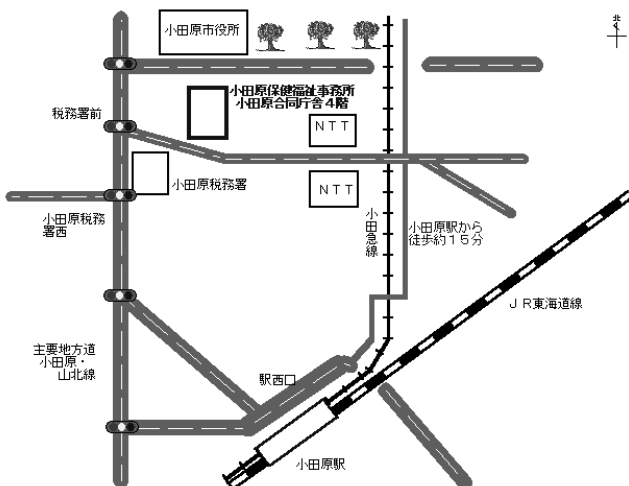 小田原市役所
北
小田原保健福祉事務所
小田原合同庁舎４階
税務署前
ＮＴＴ
小田原税務署
ＮＴＴ
小田原税務
署西
小田急線
小田原駅から
徒歩約１５分
ＪＲ東海道線
主要地方道
小田原・
山北線
駅西口
小田原駅